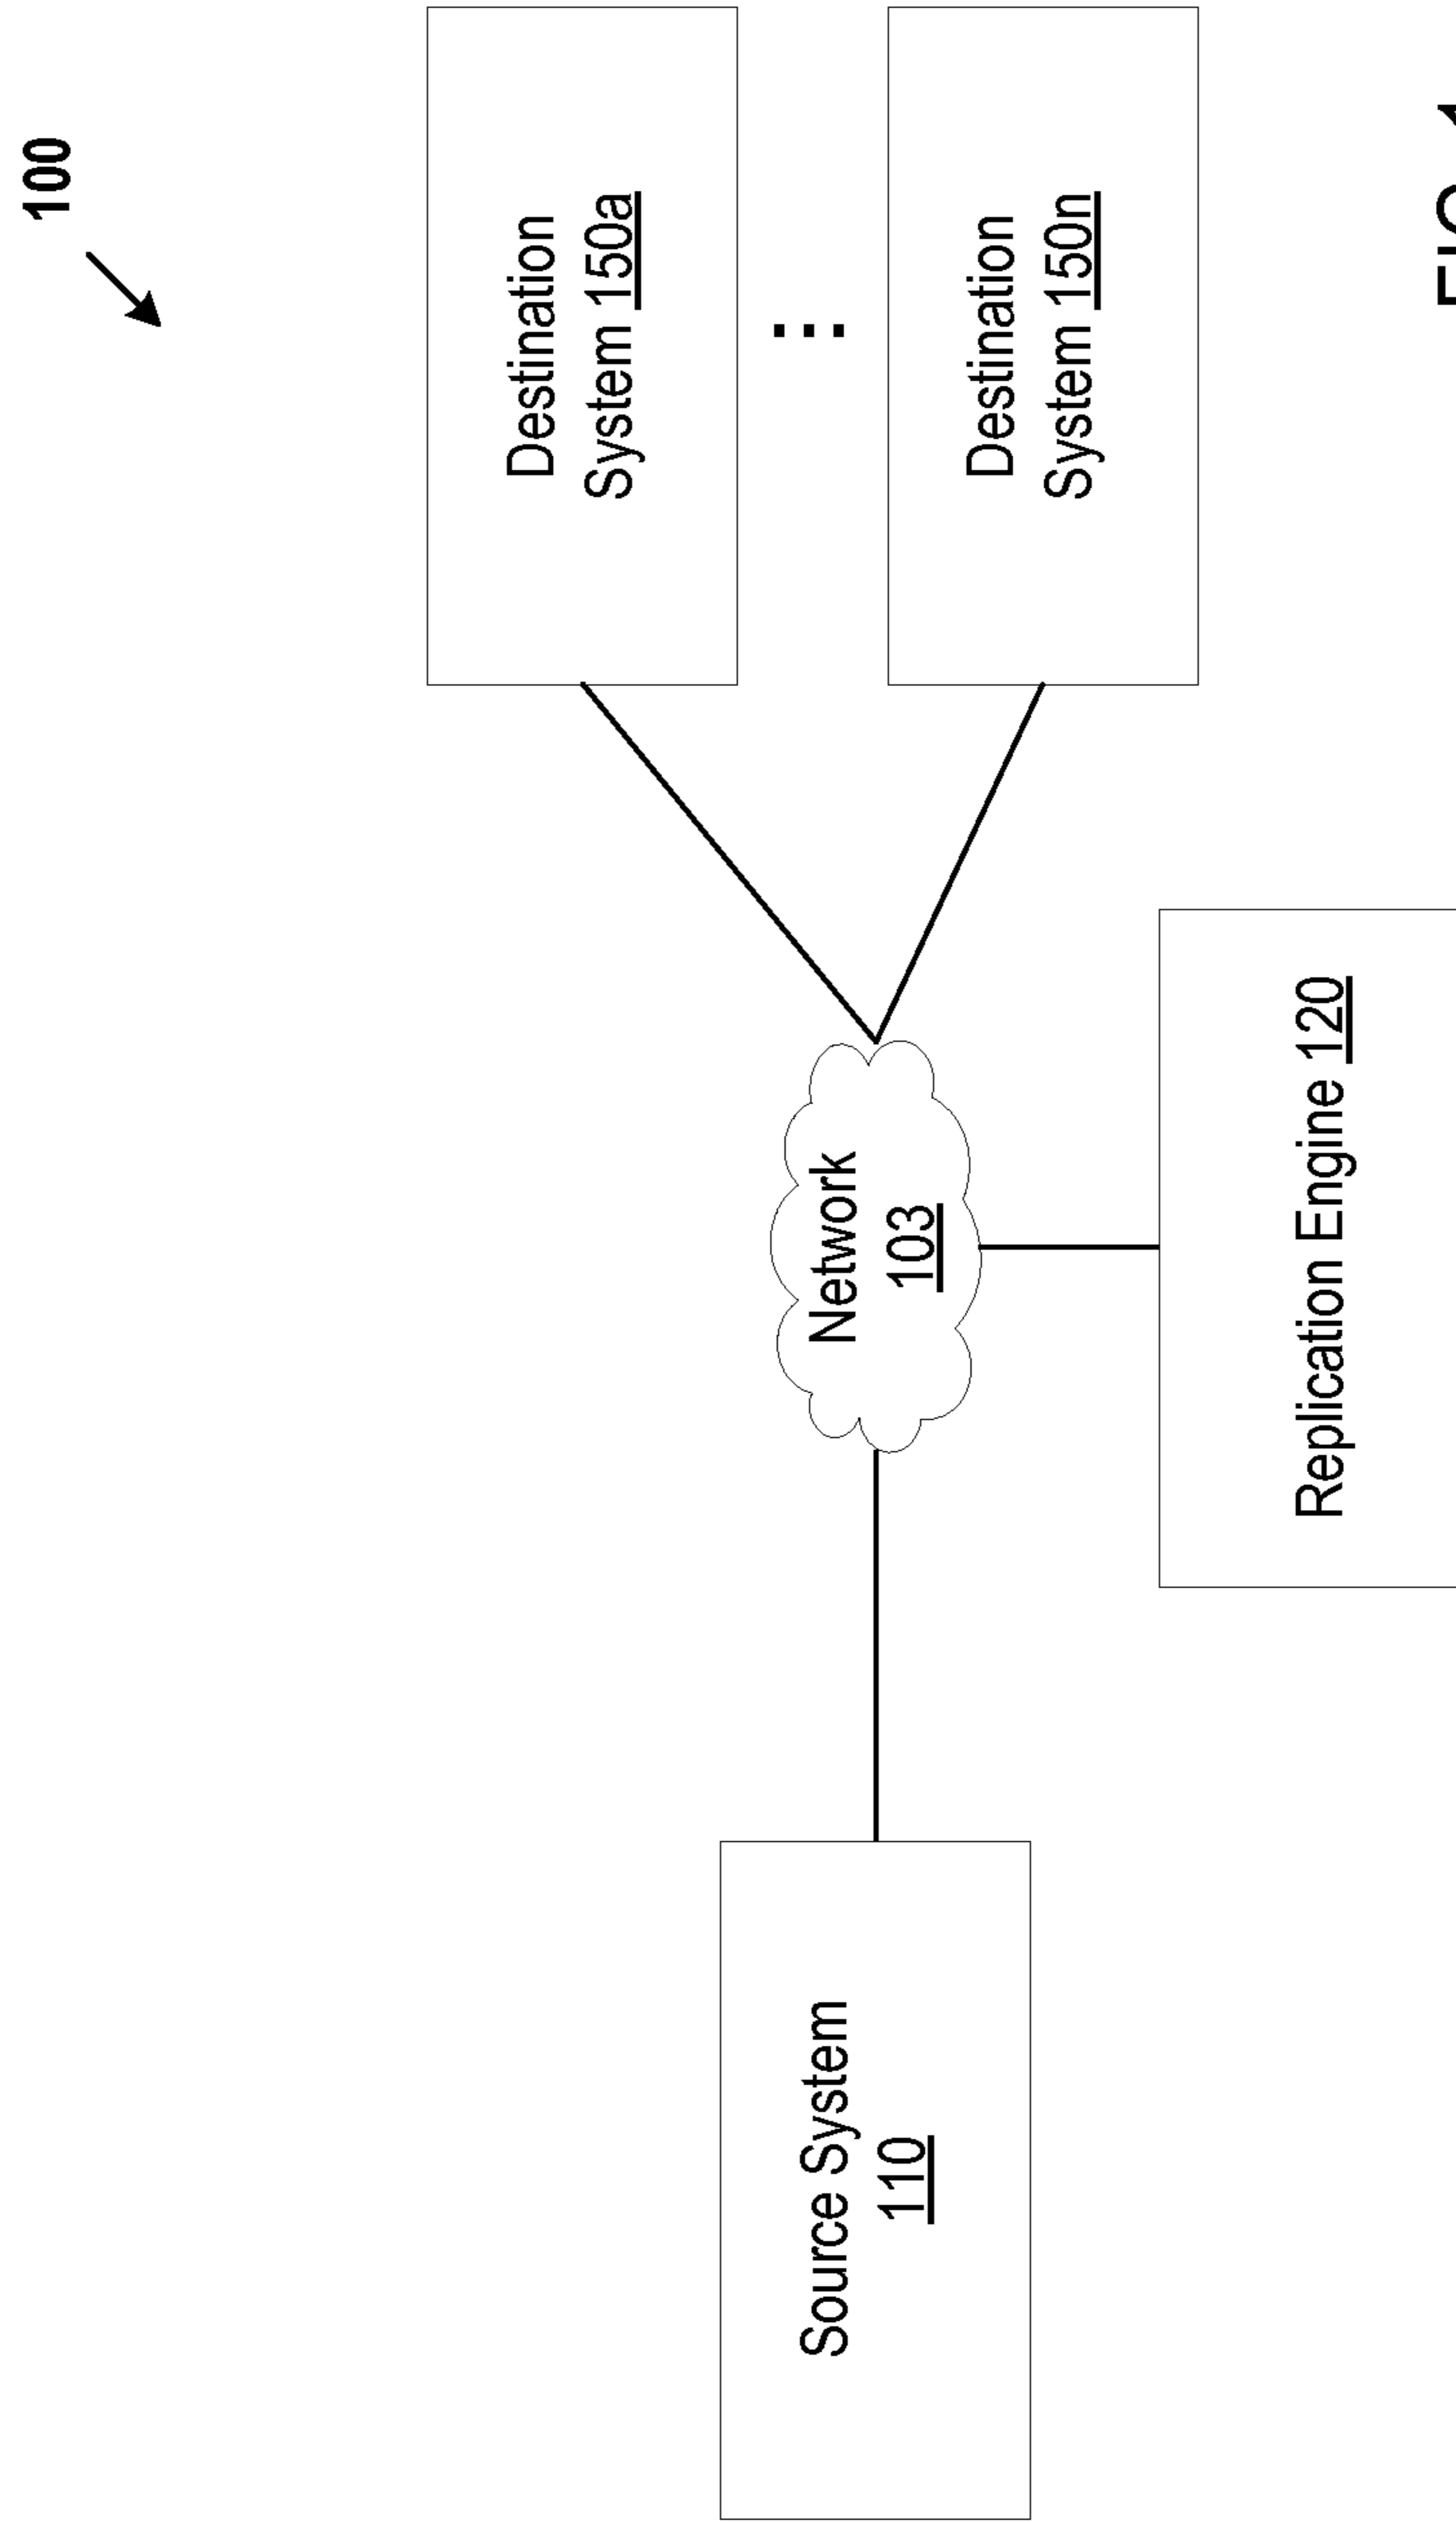 100
Destination
System 150a
Destination
System 150n
Network
103
Source System
110
Replication Engine 120